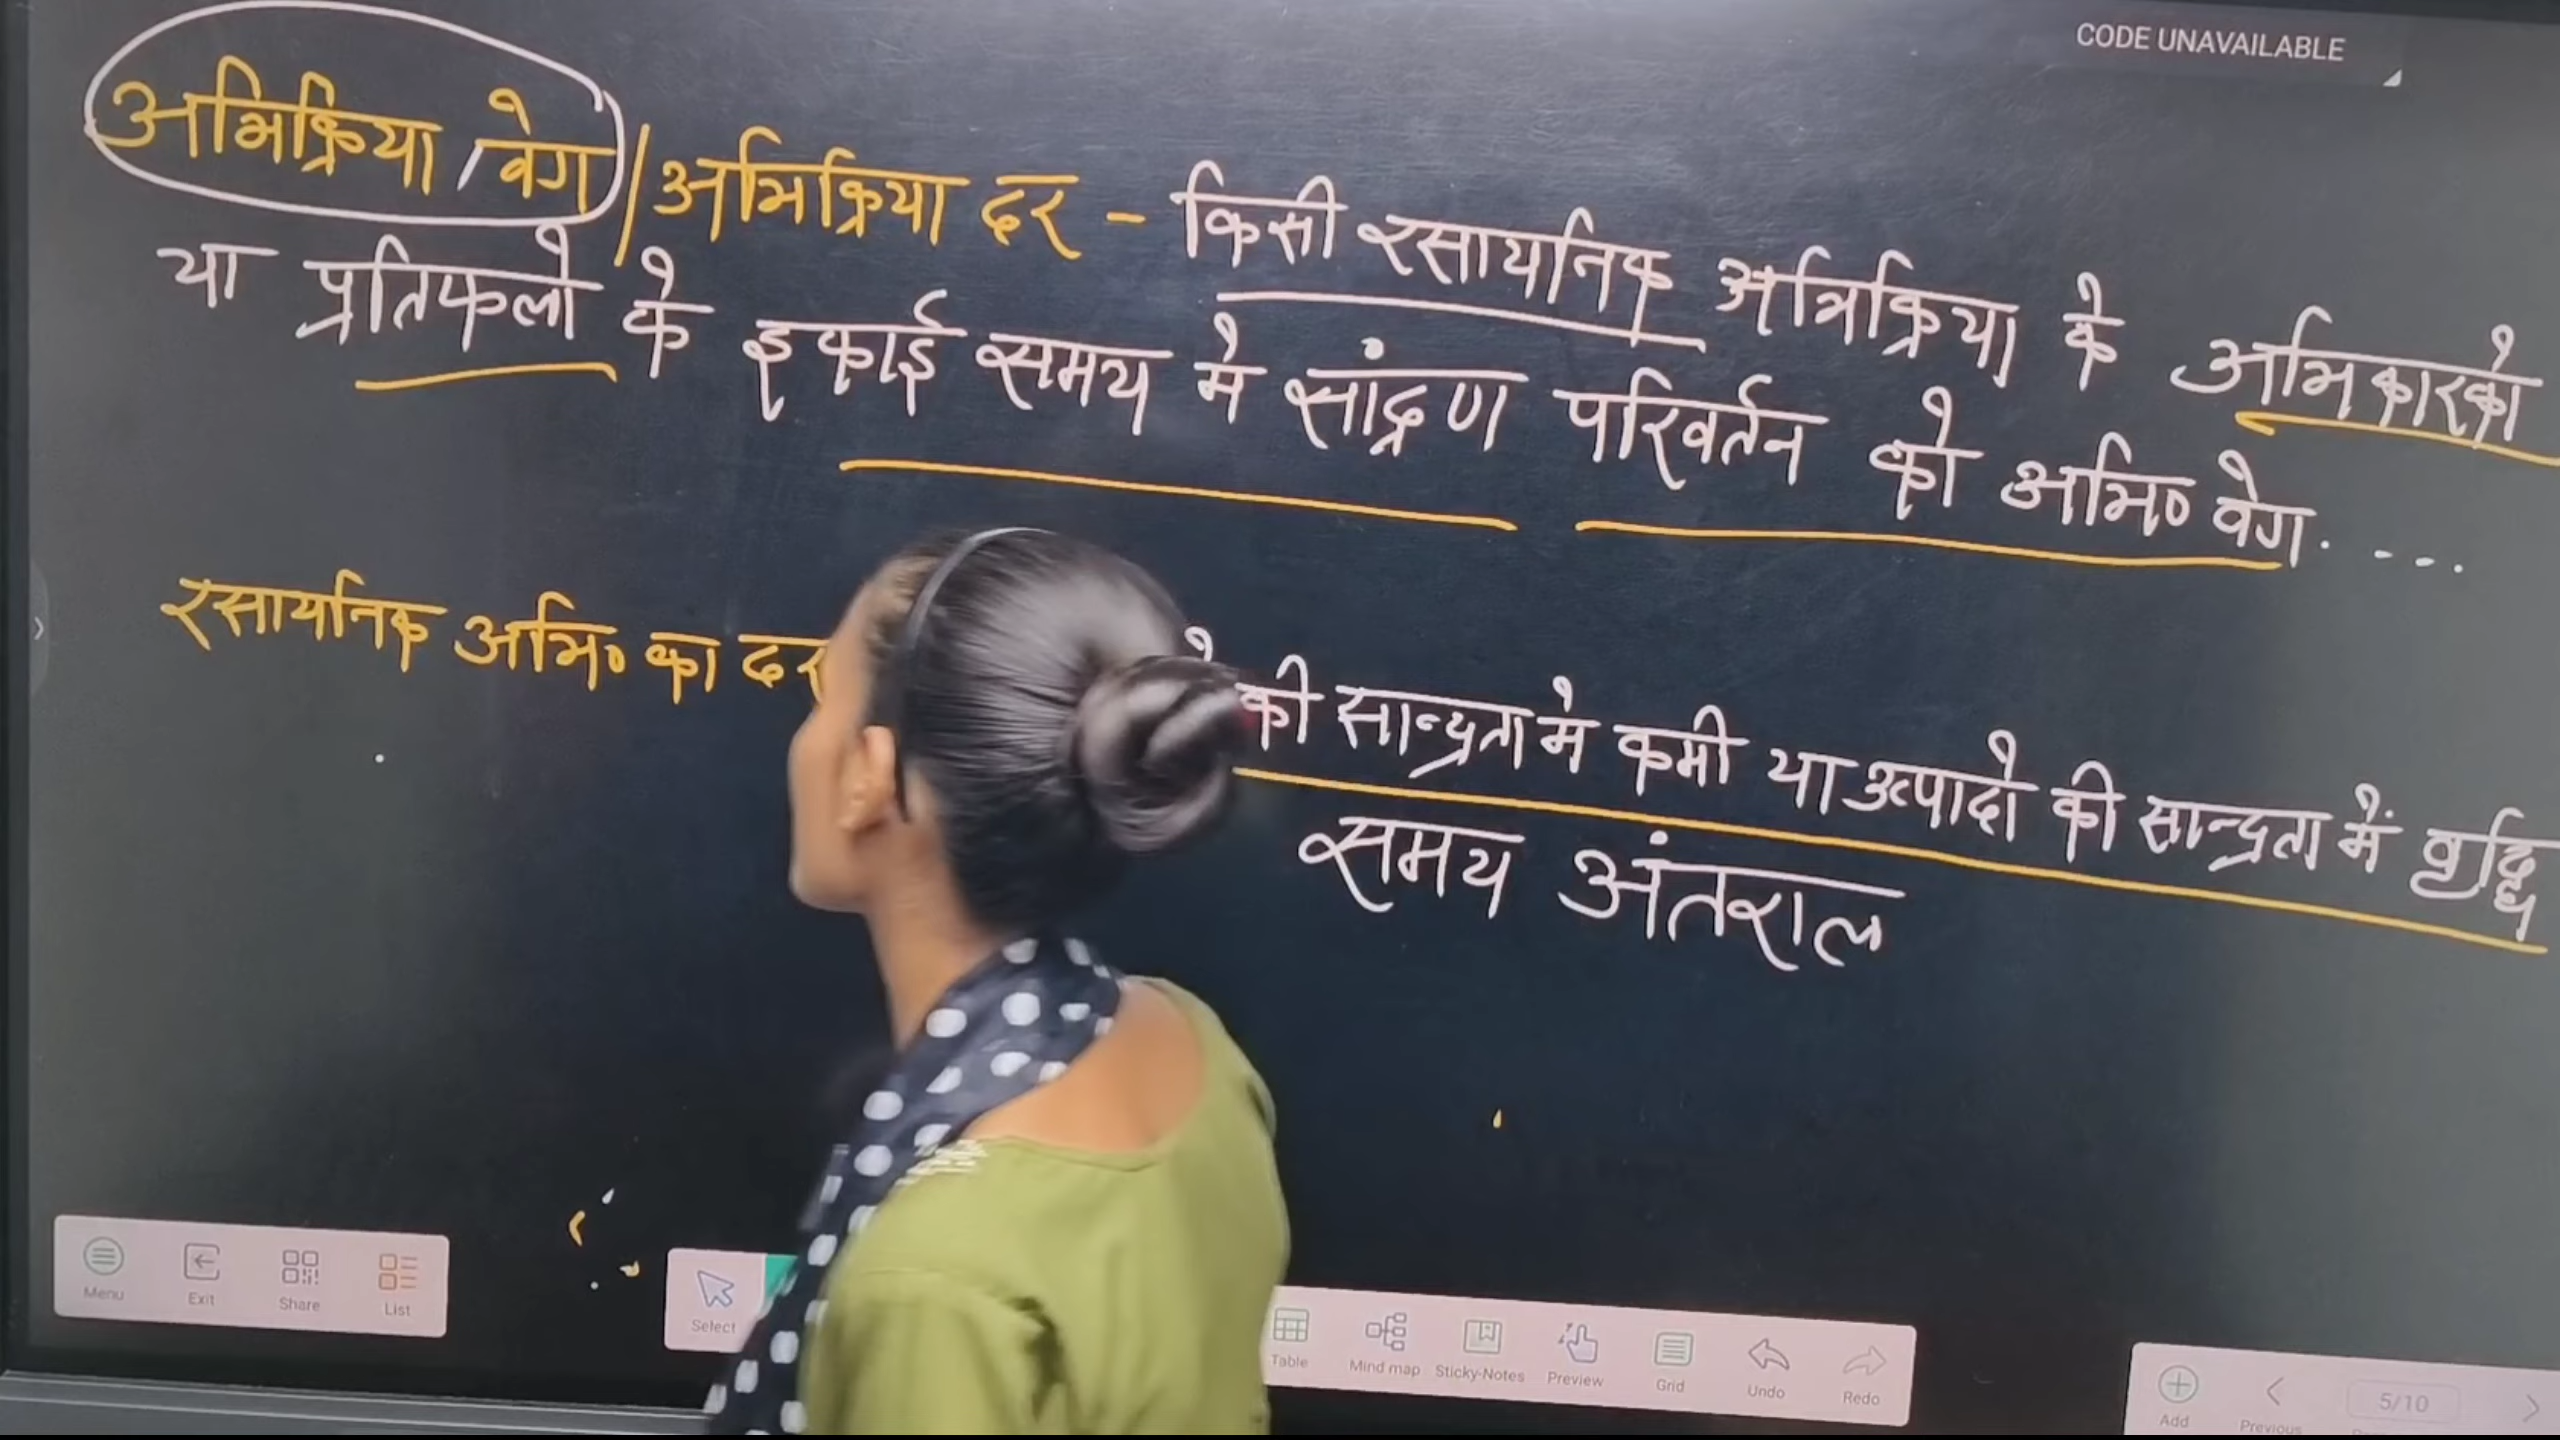 CODE UNAVAILABLE
अभिक्रिया / वेग / अभिक्रिया दर - किसी रसायनिक अभिक्रिया के अभिकारको
या प्रतिफलो के इकाई समय मे सांद्रण परिवर्तन को अभि० वेग. ...
रसायनिक अभि० का दर की सान्द्रता मे कमी या उत्पादो की सान्द्रता में वृद्धि
समय अंतराल
Menu Exit Share List Select Table Mind map Sticky-Notes Preview Grid Undo Redo Add Previous 5/10